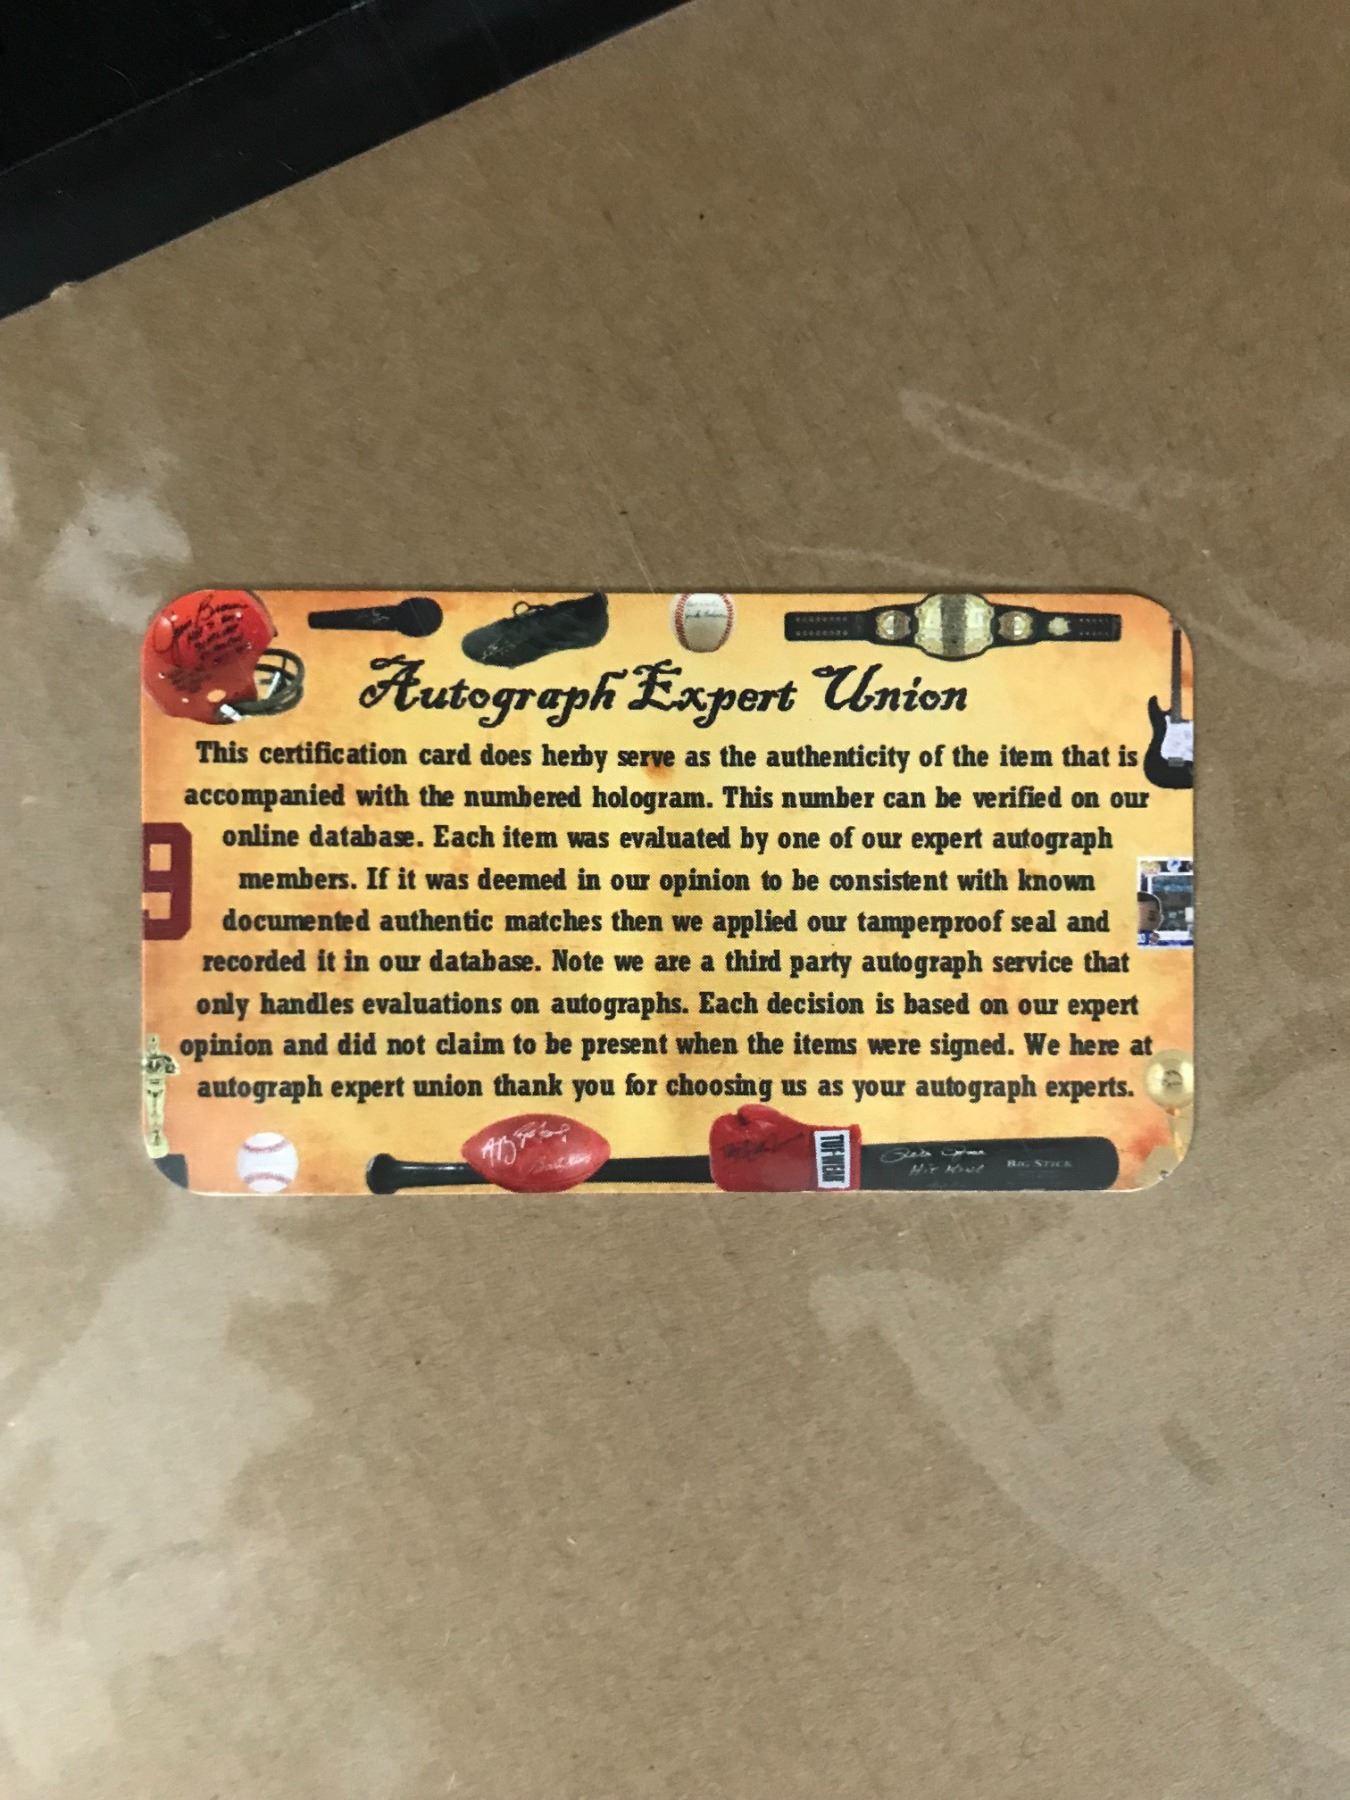 Autograph Expert Union
This certification card does herby serve as the authenticity of the item that is
accompanied with the numbered hologram. This number can be verified on our
online database. Each item was evaluated by one of our expert autograph
members. If it was deemed in our opinion to be consistent with known
documented authentic matches then we applied our tamperproof seal and
recorded it in our database. Note we are a third party autograph service that
only handles evaluations on autographs. Each decision is based on our expert
opinion and did not claim to be present when the items were signed. We here at
autograph expert union thank you for choosing us as your autograph experts.
9
Hit King
Big Stick